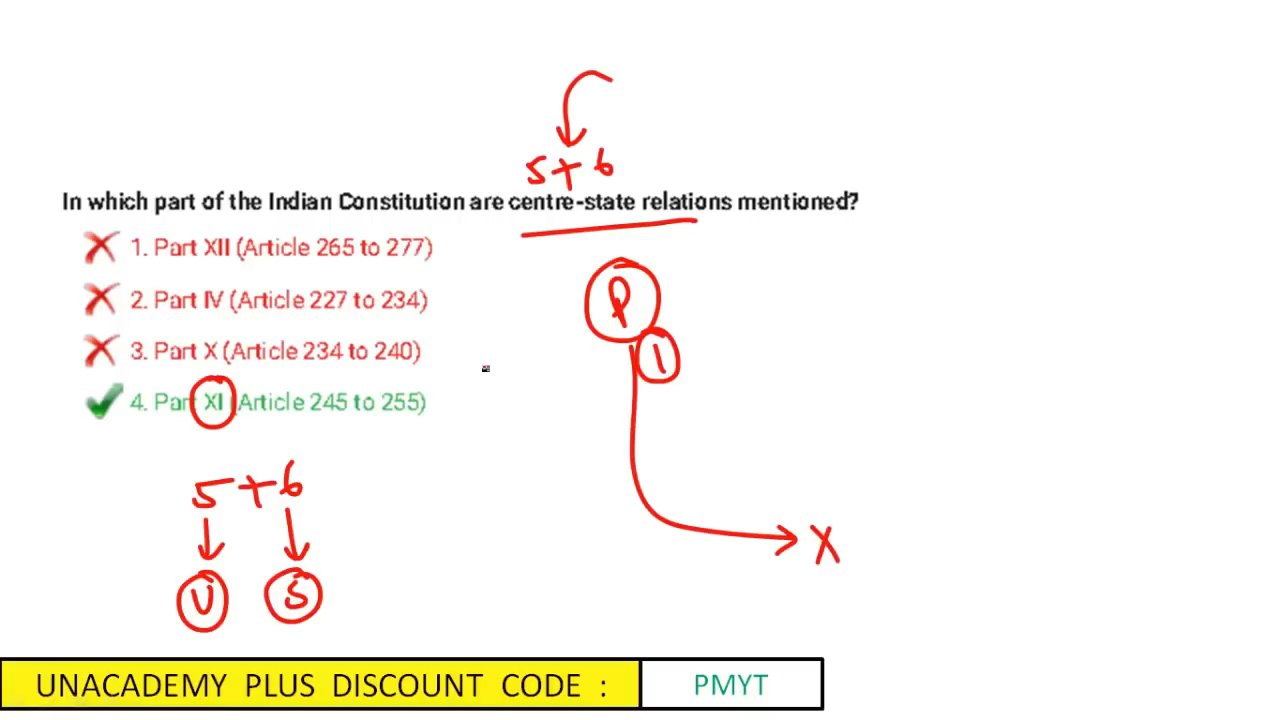 5+6
In which part of the Indian Constitution are centre-state relations mentioned?
1. Part XII (Article 265 to 277)
2. Part IV (Article 227 to 234)
3. Part X (Article 234 to 240)
4. Part XI (Article 245 to 255)
P
1
5+6
U S
X
UNACADEMY PLUS DISCOUNT CODE : PMYT